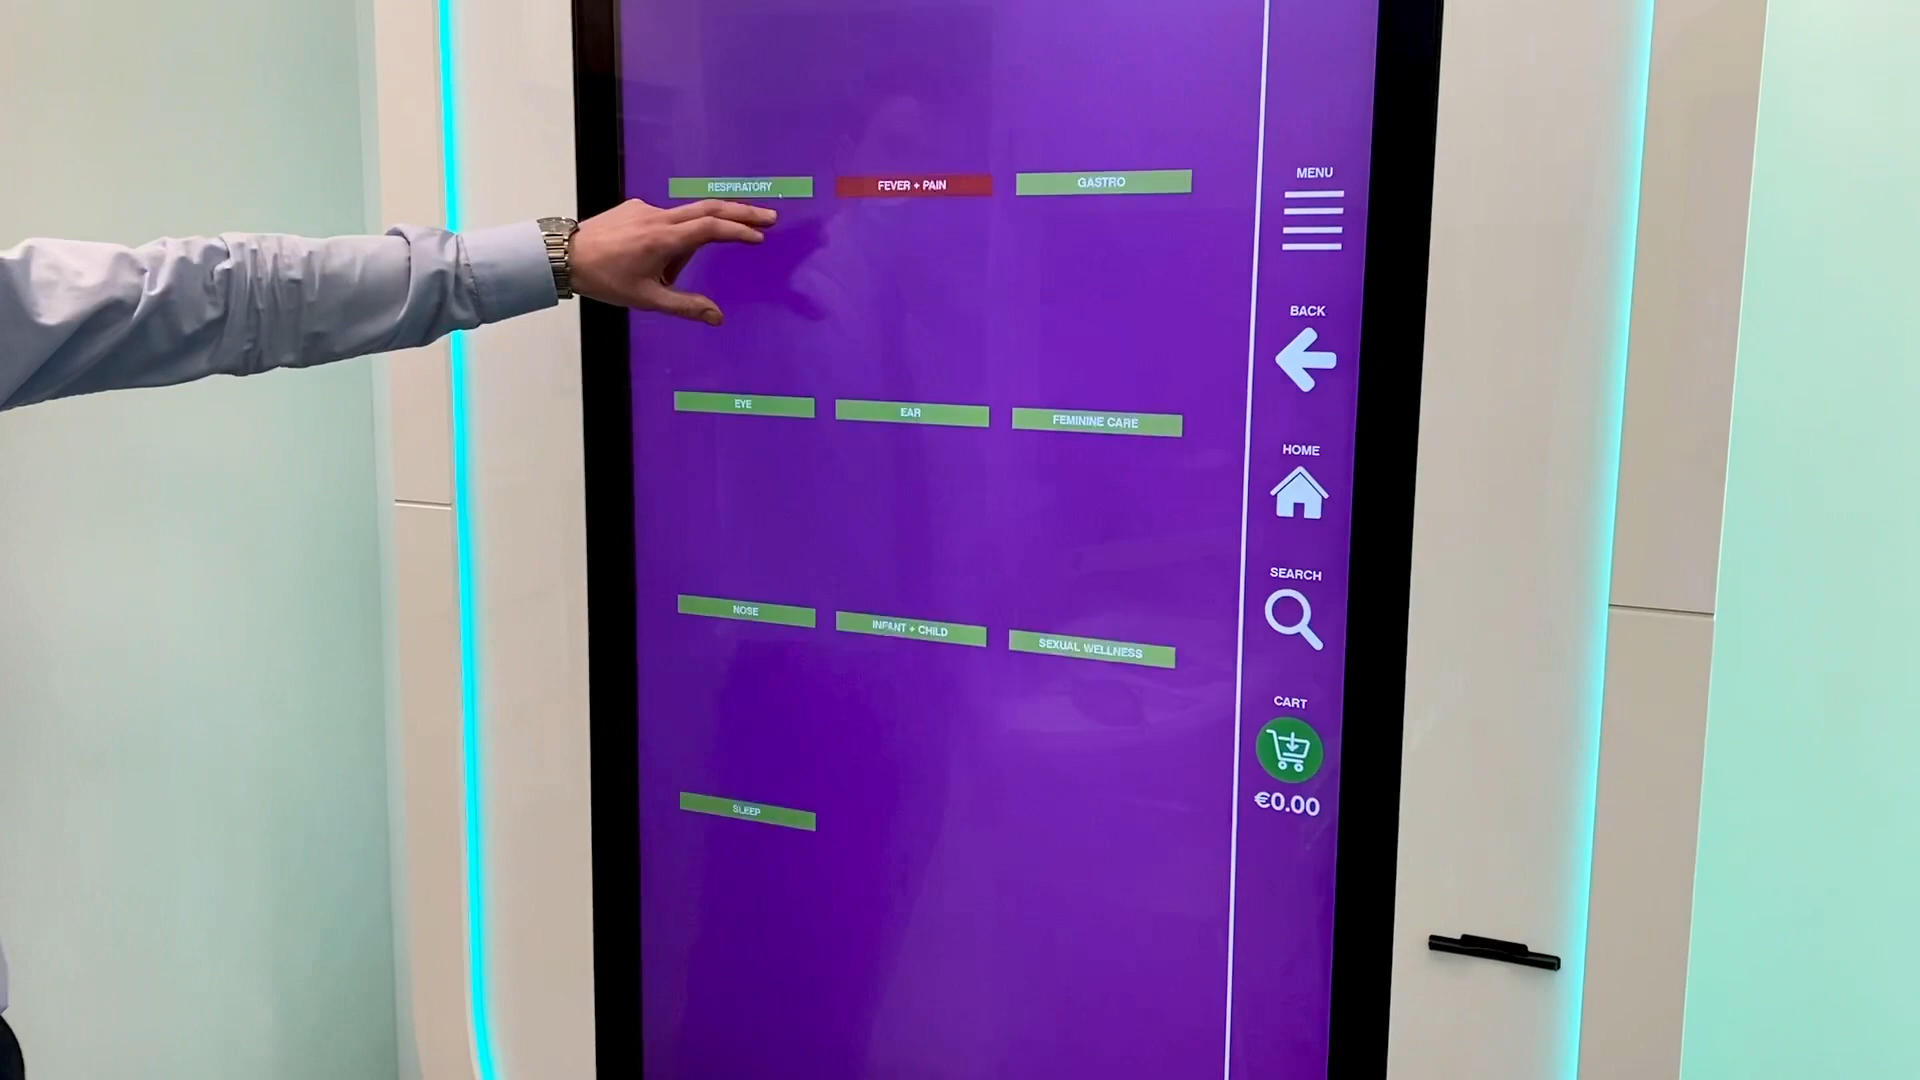 RESPIRATORY
FEVER + PAIN
GASTRO
EYE
EAR
FEMININE CARE
NOSE
INFANT + CHILD
SEXUAL WELLNESS
SLEEP
MENU
BACK
HOME
SEARCH
CART
€0.00